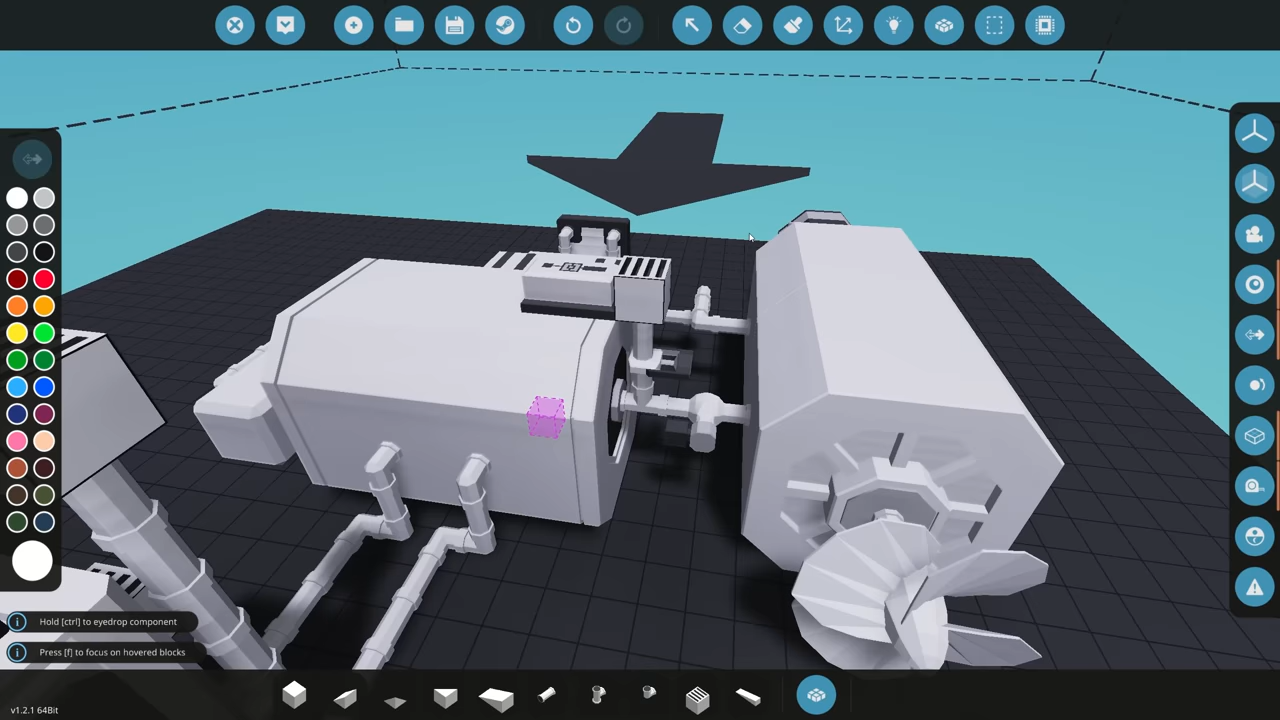 Hold [ctrl] to eyedrop component
Press [f] to focus on hovered blocks
v1.2.1 64Bit